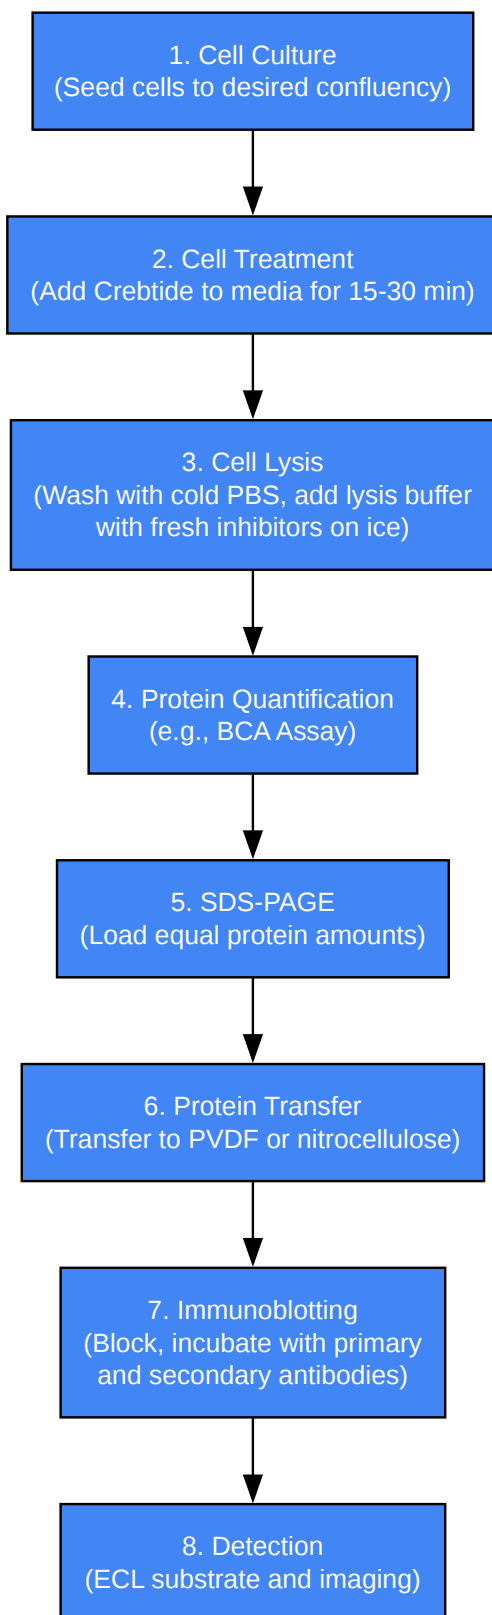 1. Cell Culture
(Seed cells to desired confluency)
2. Cell Treatment
(Add Crebtide to media for 15-30 min)
3. Cell Lysis
(Wash with cold PBS, add lysis buffer
with fresh inhibitors on ice)
4. Protein Quantification
(e.g., BCA Assay)
5. SDS-PAGE
(Load equal protein amounts)
6. Protein Transfer
(Transfer to PVDF or nitrocellulose)
7. Immunoblotting
(Block, incubate with primary
and secondary antibodies)
8. Detection
(ECL substrate and imaging)